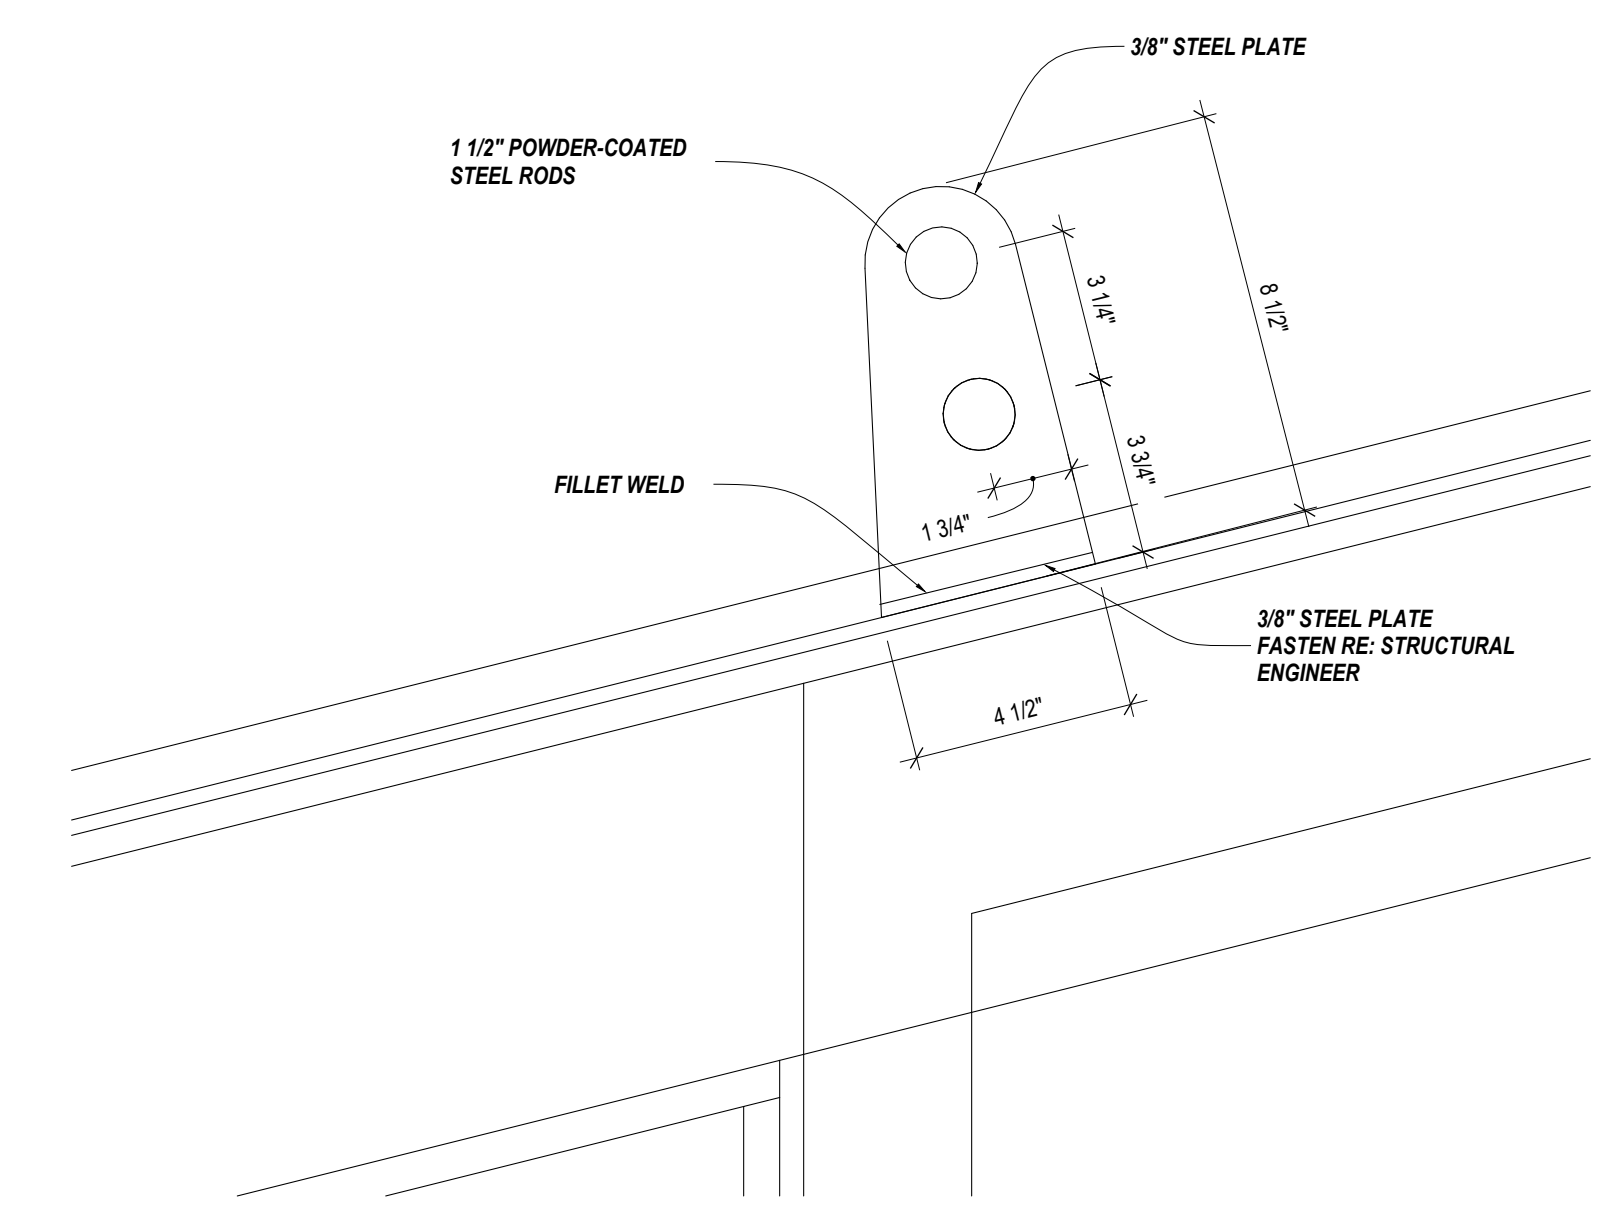 3/8" STEEL PLATE
1 1/2" POWDER-COATED
STEEL RODS
3 1/4"
8 1/2"
3 3/4"
FILLET WELD
1 3/4"
3/8" STEEL PLATE
FASTEN RE: STRUCTURAL
ENGINEER
4 1/2"